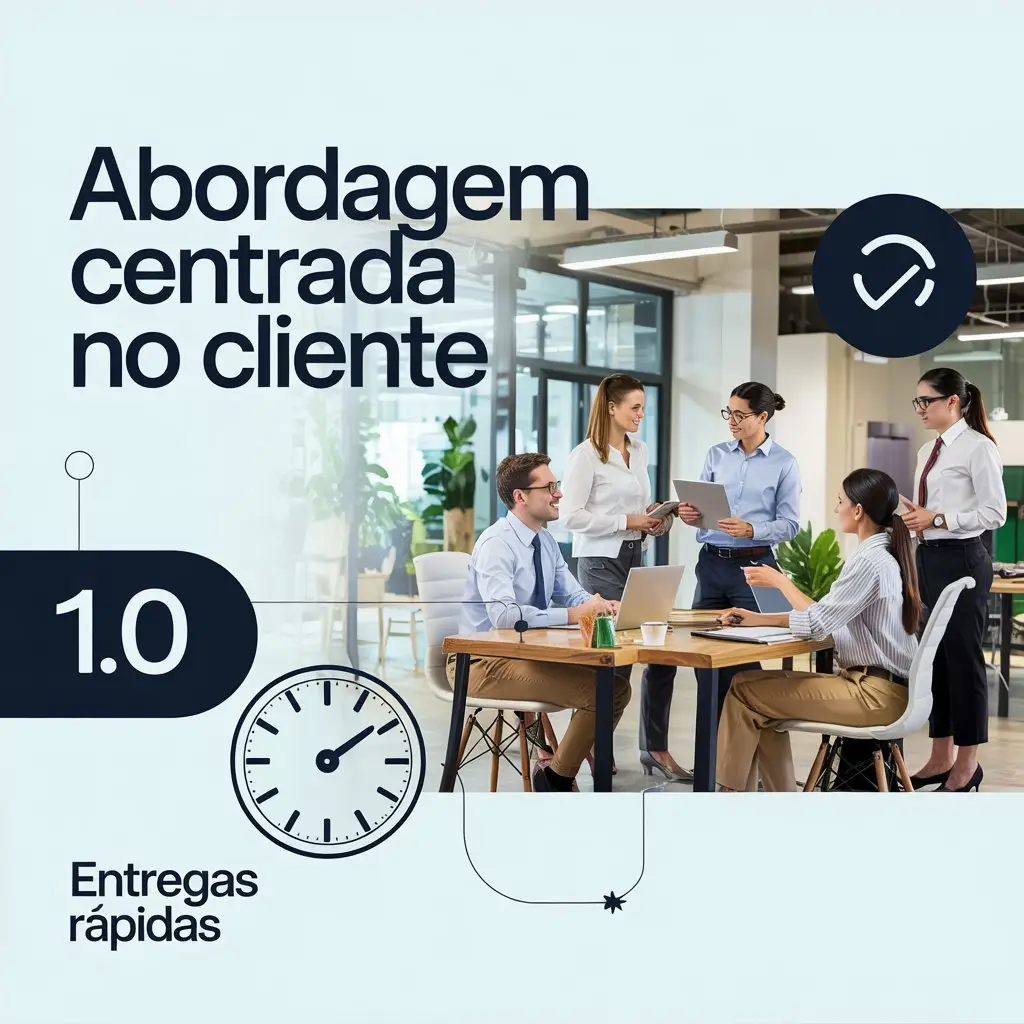 Abordagem
centrada
no cliente
1.0
Entregas
rápidas